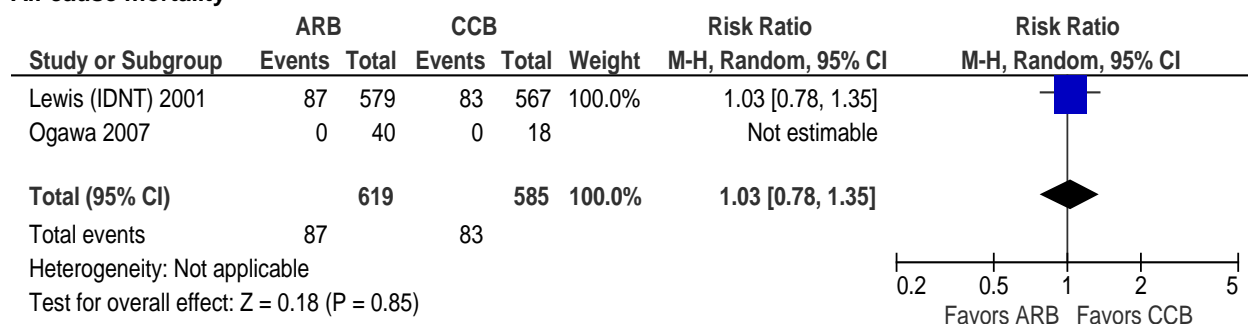 ARB CCB Risk Ratio Risk Ratio
Study or Subgroup Events Total Events Total Weight M-H, Random, 95% CI M-H, Random, 95% CI
Lewis (IDNT) 2001 87 579 83 567 100.0% 1.03 [0.78, 1.35]
Ogawa 2007 0 40 0 18 Not estimable
Total (95% CI) 619 585 100.0% 1.03 [0.78, 1.35]
Total events 87 83
Heterogeneity: Not applicable
Test for overall effect: Z = 0.18 (P = 0.85)
0.2 0.5 1 2 5
Favors ARB Favors CCB